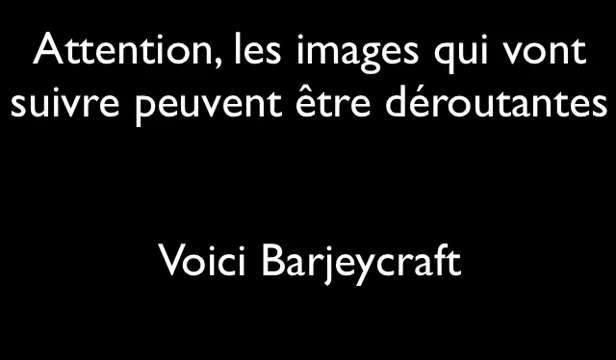 Attention, les images qui vont
suivre peuvent être déroutantes
Voici Barjeycraft